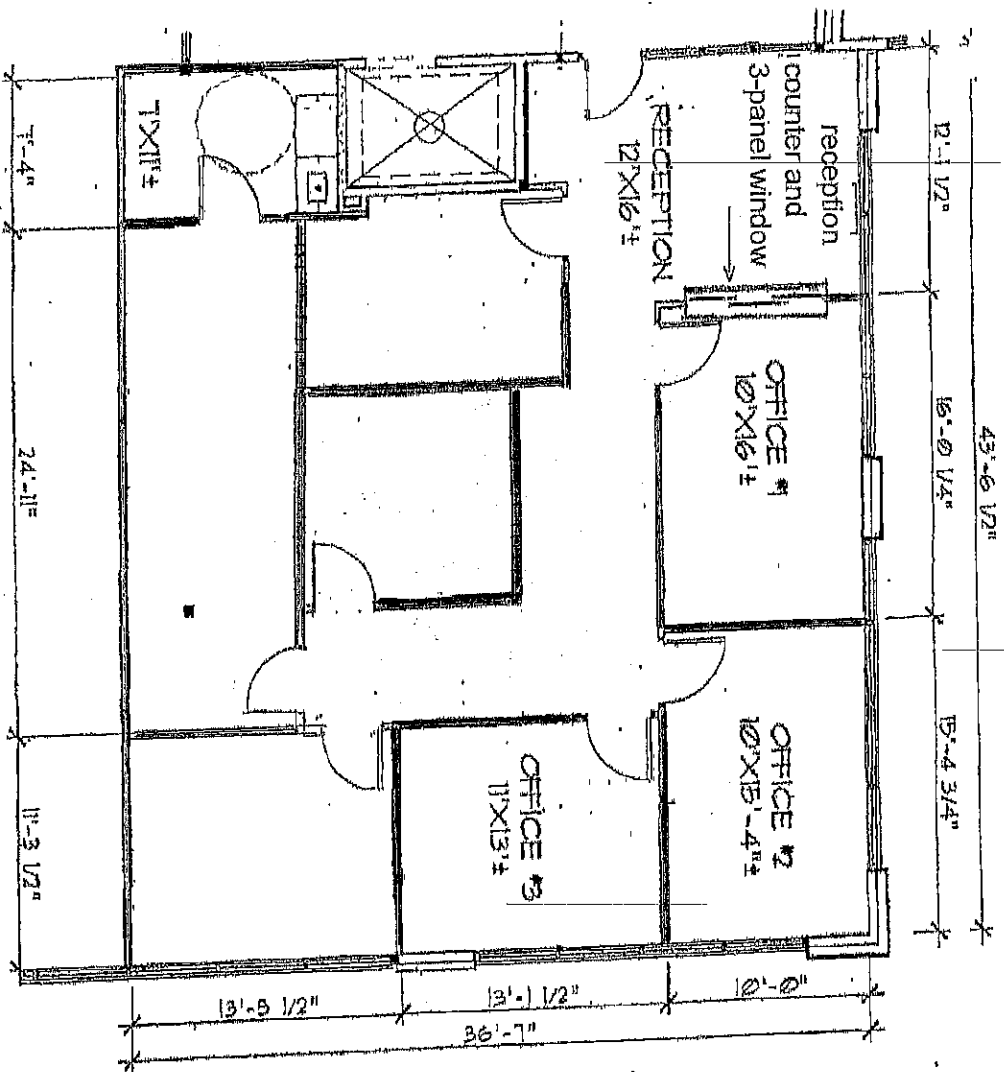 reception
counter and
3-panel window
RECEPTION
12'X16'±
7'X11'±
OFFICE #1
10'X16'±
OFFICE #2
10'X15'-4"±
OFFICE #3
11'X13'±
12'-1 1/2"
16'-0 1/4"
15'-4 3/4"
43'-6 1/2"
7'-4"
24'-11"
11'-3 1/2"
13'-5 1/2"
13'-1 1/2"
10'-0"
36'-7"